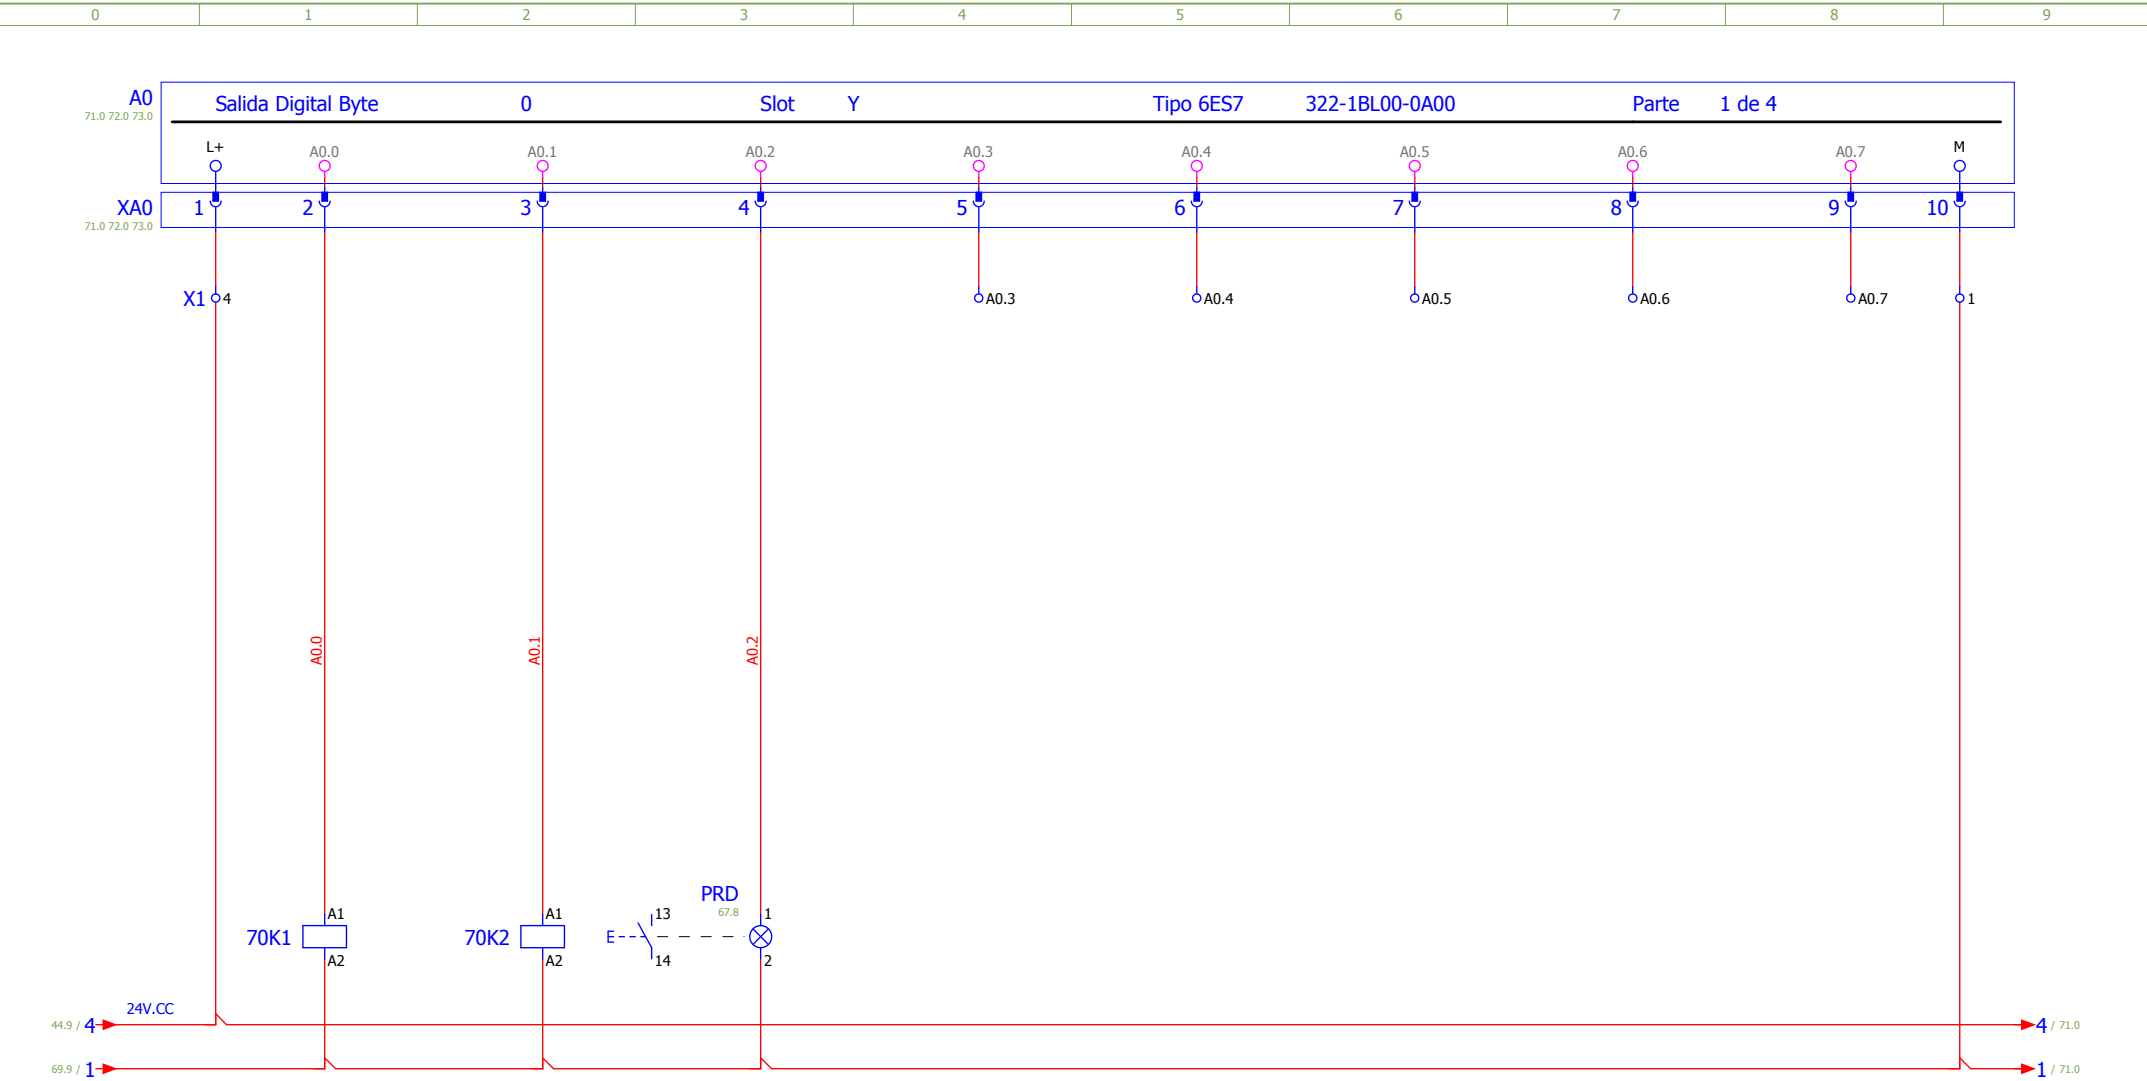 0 1 2 3 4 5 6 7 8 9
A0 Salida Digital Byte 0 Slot Y Tipo 6ES7 322-1BL00-0A00 Parte 1 de 4
71.0 72.0 73.0
L+ A0.0 A0.1 A0.2 A0.3 A0.4 A0.5 A0.6 A0.7 M
XA0 1 2 3 4 5 6 7 8 9 10
71.0 72.0 73.0
X1 4 A0.3 A0.4 A0.5 A0.6 A0.7 1
A0.0 A0.1 A0.2
PRD
67.8
A1 A1 13 1
70K1 70K2 E
A2 A2 14 2
24V.CC
44.9 / 4 4 / 71.0
69.9 / 1 1 / 71.0